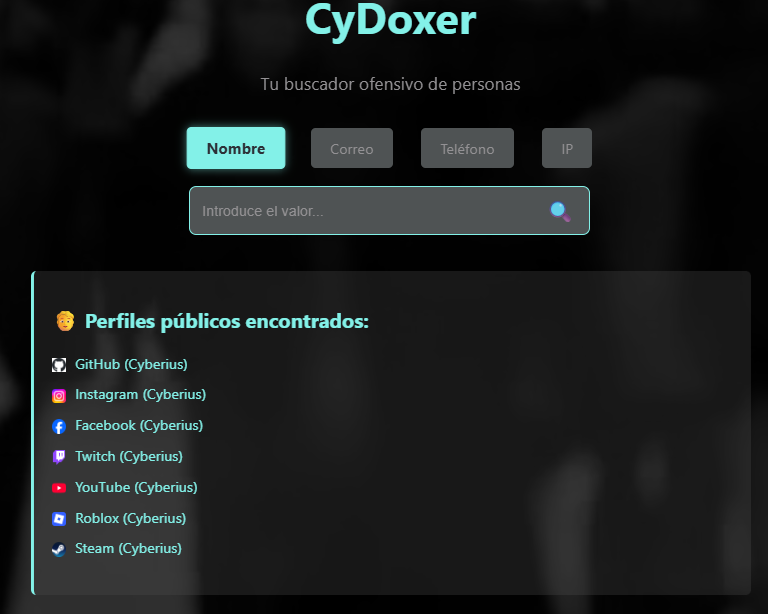 CyDoxer
Tu buscador ofensivo de personas
Nombre Correo Teléfono IP
Introduce el valor...
Perfiles públicos encontrados:
GitHub (Cyberius)
Instagram (Cyberius)
Facebook (Cyberius)
Twitch (Cyberius)
YouTube (Cyberius)
Roblox (Cyberius)
Steam (Cyberius)